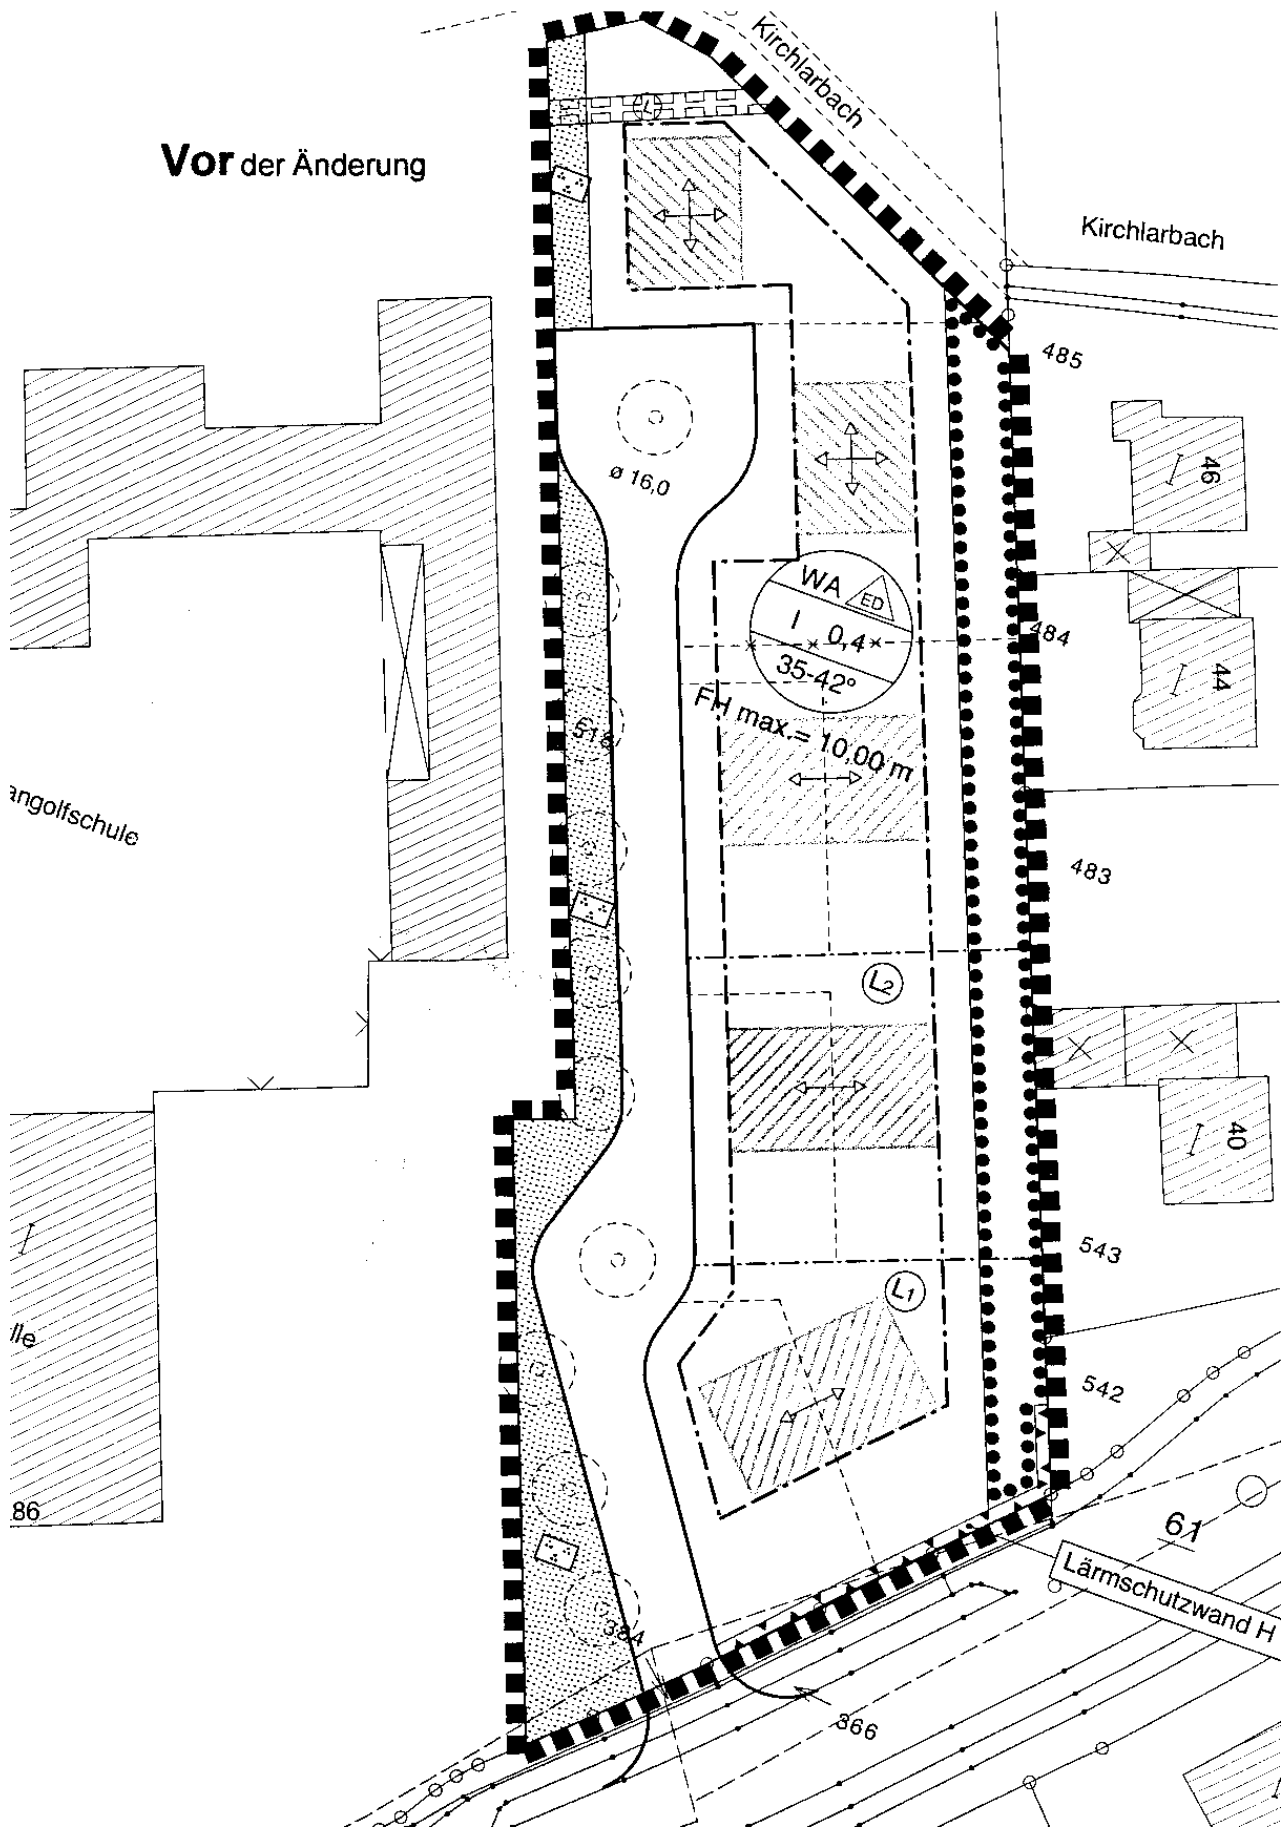 Kirchlarbach
L
Vor der Änderung
Kirchlarbach
485
ø 16,0
46
WA ED
I 0,4
35-42°
484
44
FH max.= 10,00 m
angolfschule
483
L2
40
543
L1
lle
542
86
61
Lärmschutzwand H
384
366